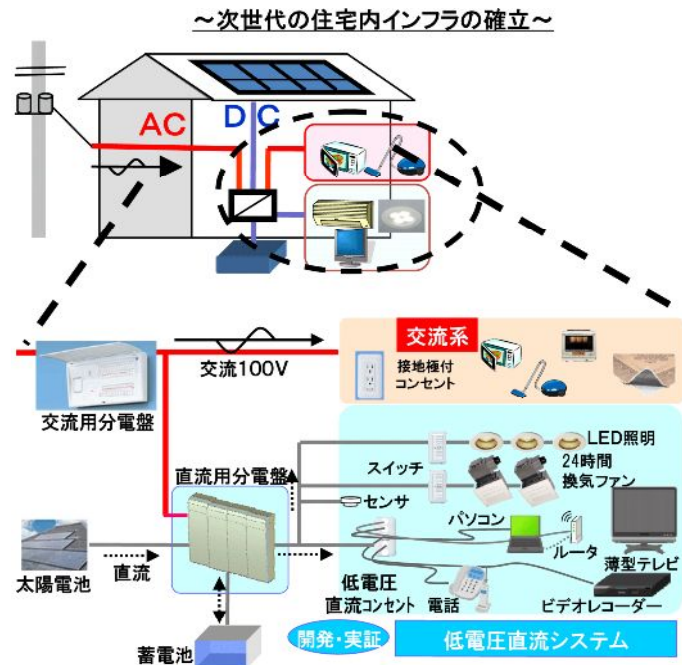 ～次世代の住宅内インフラの確立～
AC
DC
交流系
交流100V
接地極付
コンセント
交流用分電盤
LED照明
スイッチ
24時間
換気ファン
直流用分電盤
センサ
パソコン
ルータ
薄型テレビ
太陽電池
直流
低電圧
直流コンセント
電話
ビデオレコーダー
蓄電池
開発・実証
低電圧直流システム